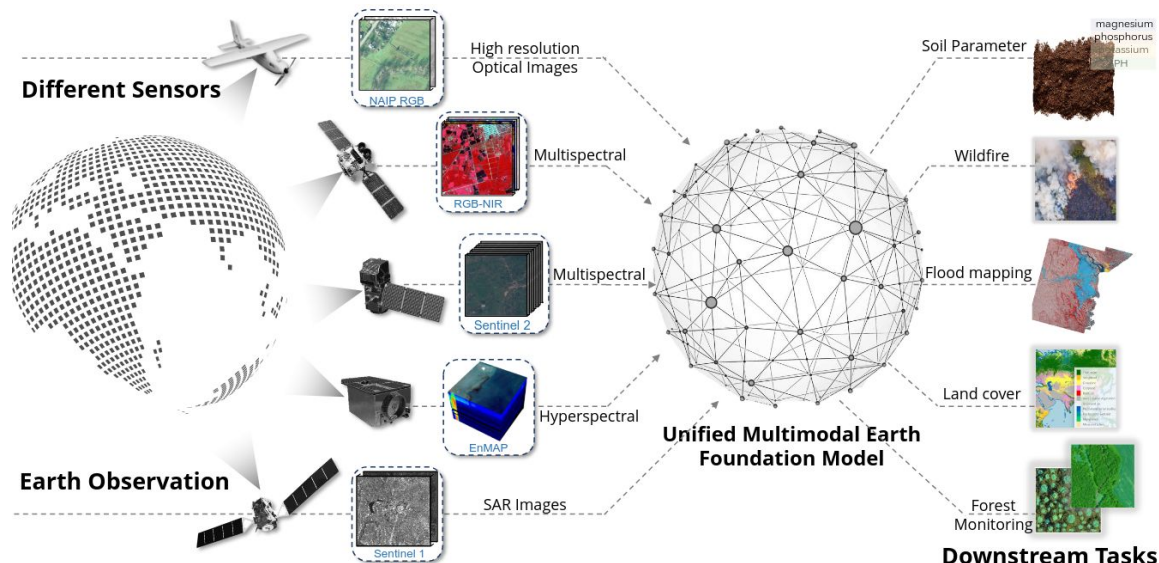 Different Sensors
NAIP RGB
High resolution
Optical Images
RGB-NIR
Multispectral
Sentinel 2
Multispectral
EnMAP
Hyperspectral
Earth Observation
Sentinel 1
SAR Images
Unified Multimodal Earth
Foundation Model
Soil Parameter
magnesium
phosphorus
potassium
PH
Wildfire
Flood mapping
Land cover
Forest
Monitoring
Downstream Tasks